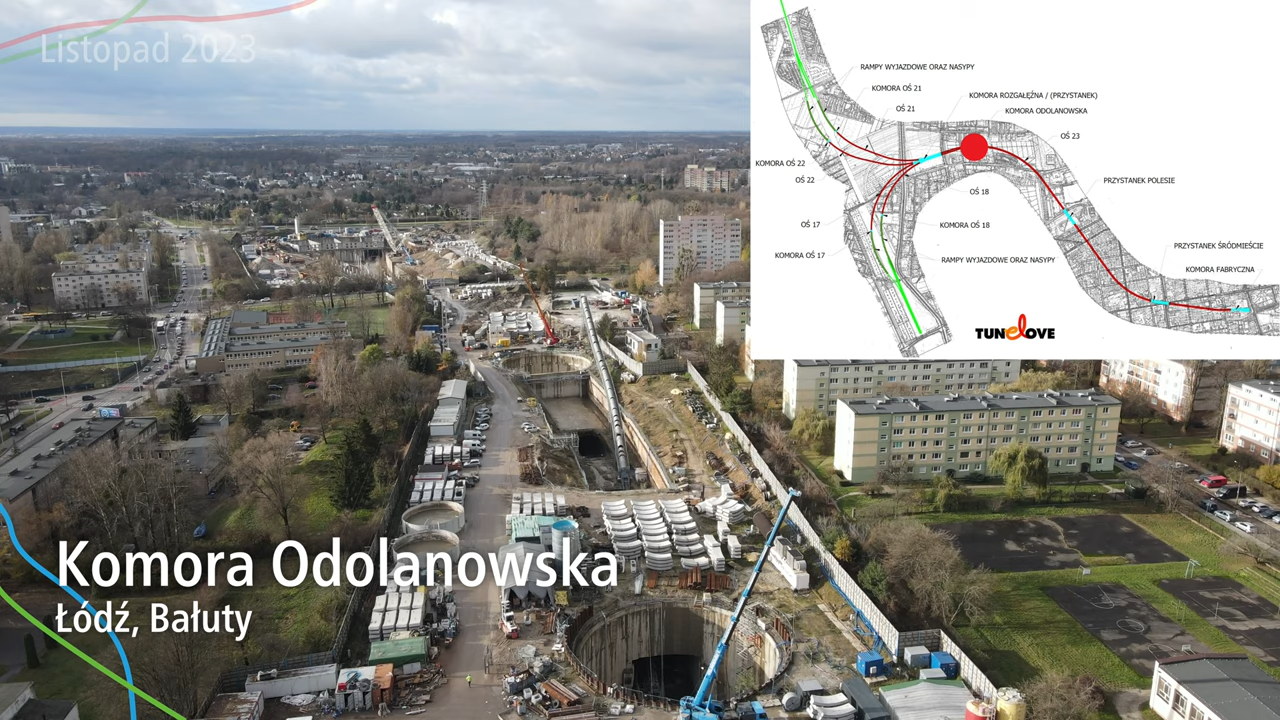 Listopad 2023
RAMPY WYJAZDOWE ORAZ NASYPY
KOMORA OŚ 21
KOMORA ROZGAŁĘŹNA / (PRZYSTANEK)
OŚ 21
KOMORA ODOLANOWSKA
OŚ 23
KOMORA OŚ 22
OŚ 22
PRZYSTANEK POLESIE
OŚ 18
OŚ 17
KOMORA OŚ 18
PRZYSTANEK ŚRÓDMIEŚCIE
KOMORA OŚ 17
RAMPY WYJAZDOWE ORAZ NASYPY
KOMORA FABRYCZNA
TUNELOVE
Komora Odolanowska
Łódź, Bałuty